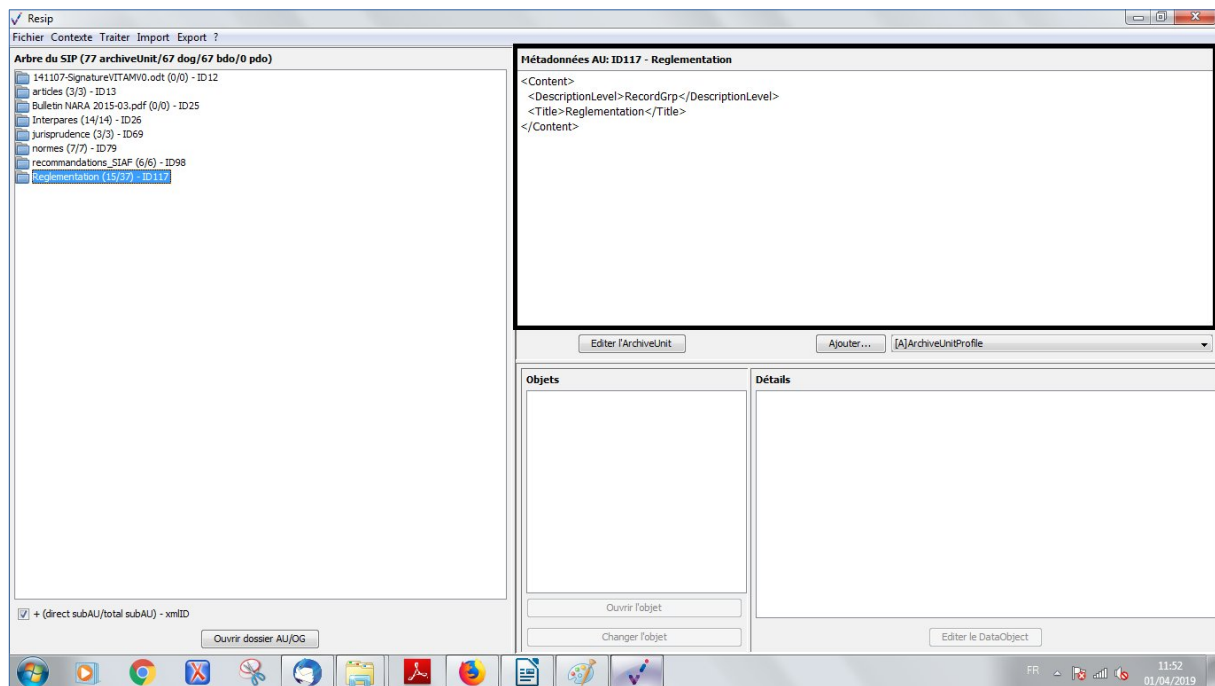 Resip
Fichier Contexte Traiter Import Export ?
Arbre du SIP (77 archiveUnit/67 dog/67 bdo/0 pdo)
141107-SignatureVITAMV0.odt (0/0) - ID12
articles (3/3) - ID13
Bulletin NARA 2015-03.pdf (0/0) - ID25
Interpares (14/14) - ID26
jurisprudence (3/3) - ID69
normes (7/7) - ID79
recommandations_SIAF (6/6) - ID98
Reglementation (15/37) - ID117
+ (direct subAU/total subAU) - xmlID
Ouvrir dossier AU/OG
Métadonnées AU: ID117 - Reglementation
<Content>
<DescriptionLevel>RecordGrp</DescriptionLevel>
<Title>Reglementation</Title>
</Content>
Editer l'ArchiveUnit
Ajouter...
[A]ArchiveUnitProfile
Objets
Détails
Ouvrir l'objet
Changer l'objet
Editer le DataObject
FR
11:52
01/04/2019